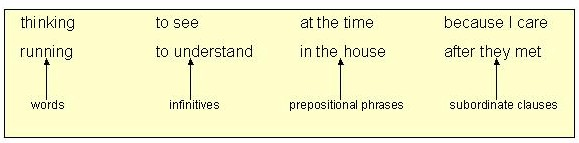 thinking to see at the time because I care
running to understand in the house after they met
words infinitives prepositional phrases subordinate clauses